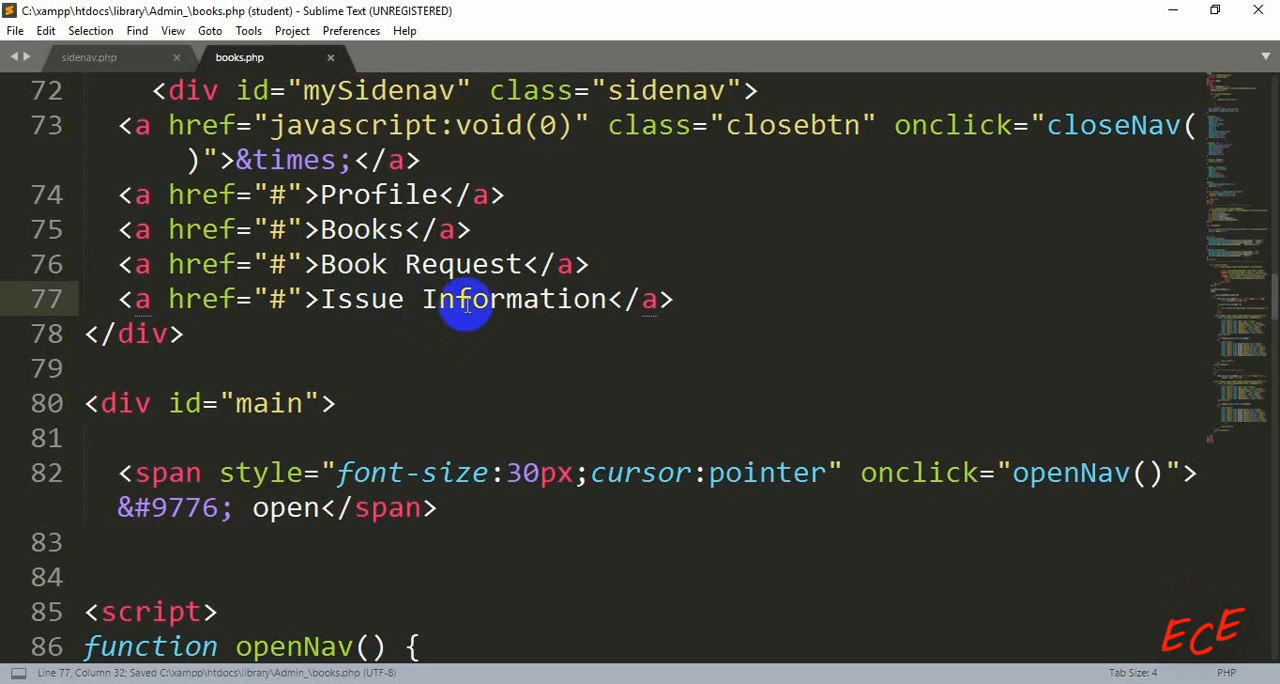 C:\xampp\htdocs\library\Admin_\books.php (student) - Sublime Text (UNREGISTERED)
File Edit Selection Find View Goto Tools Project Preferences Help
sidenav.php books.php
72 <div id="mySidenav" class="sidenav">
73 <a href="javascript:void(0)" class="closebtn" onclick="closeNav(
)">&times;</a>
74 <a href="#">Profile</a>
75 <a href="#">Books</a>
76 <a href="#">Book Request</a>
77 <a href="#">Issue Information</a>
78 </div>
79
80 <div id="main">
81
82 <span style="font-size:30px;cursor:pointer" onclick="openNav()">
&#9776; open</span>
83
84
85 <script>
86 function openNav() {
ECE
Line 77, Column 32; Saved C:\xampp\htdocs\library\Admin_\books.php (UTF-8) Tab Size: 4 PHP